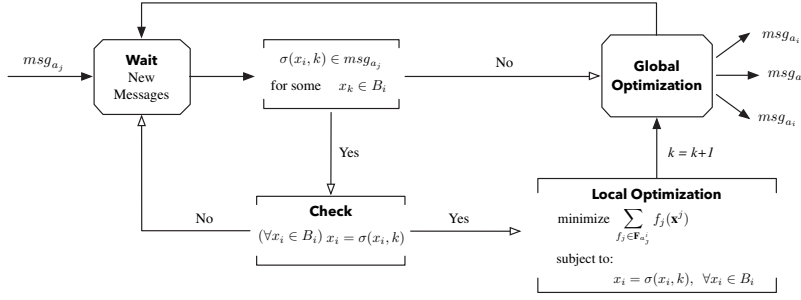 msg_{a_j}
Wait
New
Messages
σ(x_i, k) ∈ msg_{a_j}
for some x_k ∈ B_i
No
Global
Optimization
msg_{a_i}
msg_a
msg_{a_i}
Yes
k = k+1
No
Check
(∀x_i ∈ B_i) x_i = σ(x_i, k)
Yes
Local Optimization
minimize ∑_{f_j∈F_{a_j^i}} f_j(x^j)
subject to:
x_i = σ(x_i, k), ∀x_i ∈ B_i